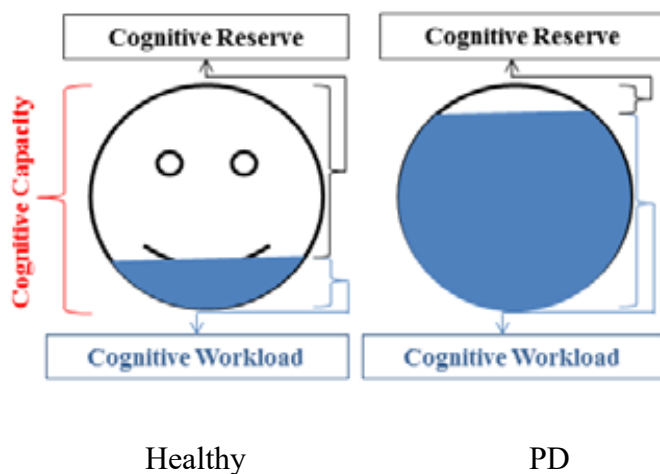 Cognitive Reserve
Cognitive Reserve
Cognitive Capacity
Cognitive Workload
Cognitive Workload
Healthy
PD